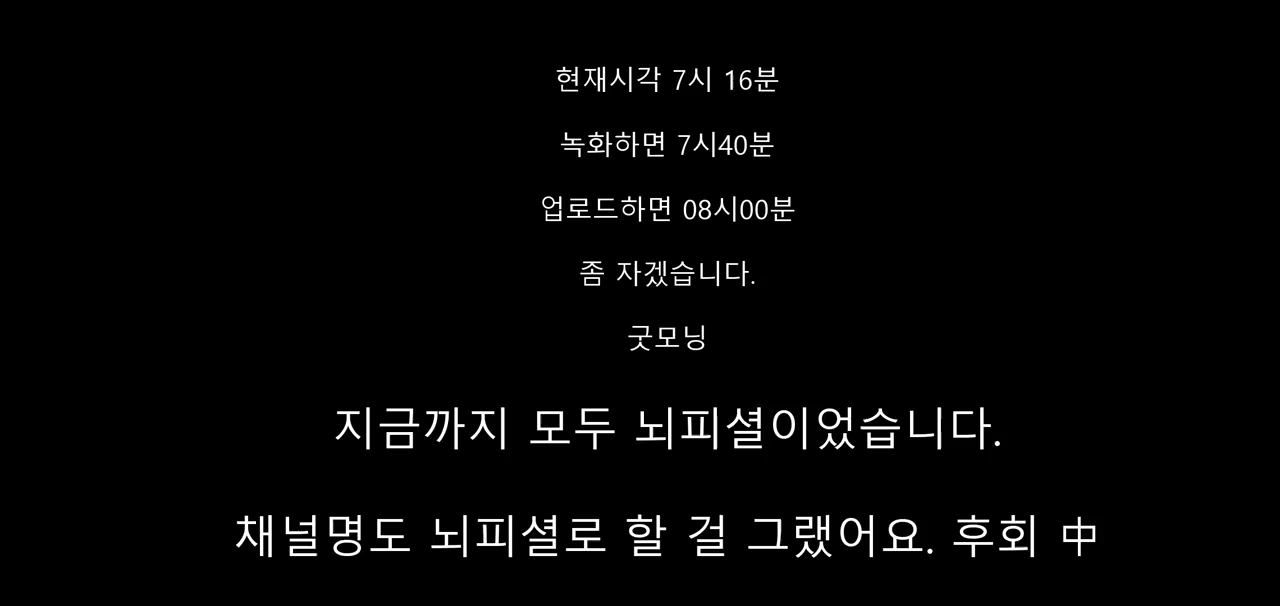 현재시각 7시 16분
녹화하면 7시40분
업로드하면 08시00분
좀 자겠습니다.
굿모닝
지금까지 모두 뇌피셜이었습니다.
채널명도 뇌피셜로 할 걸 그랬어요. 후회 中